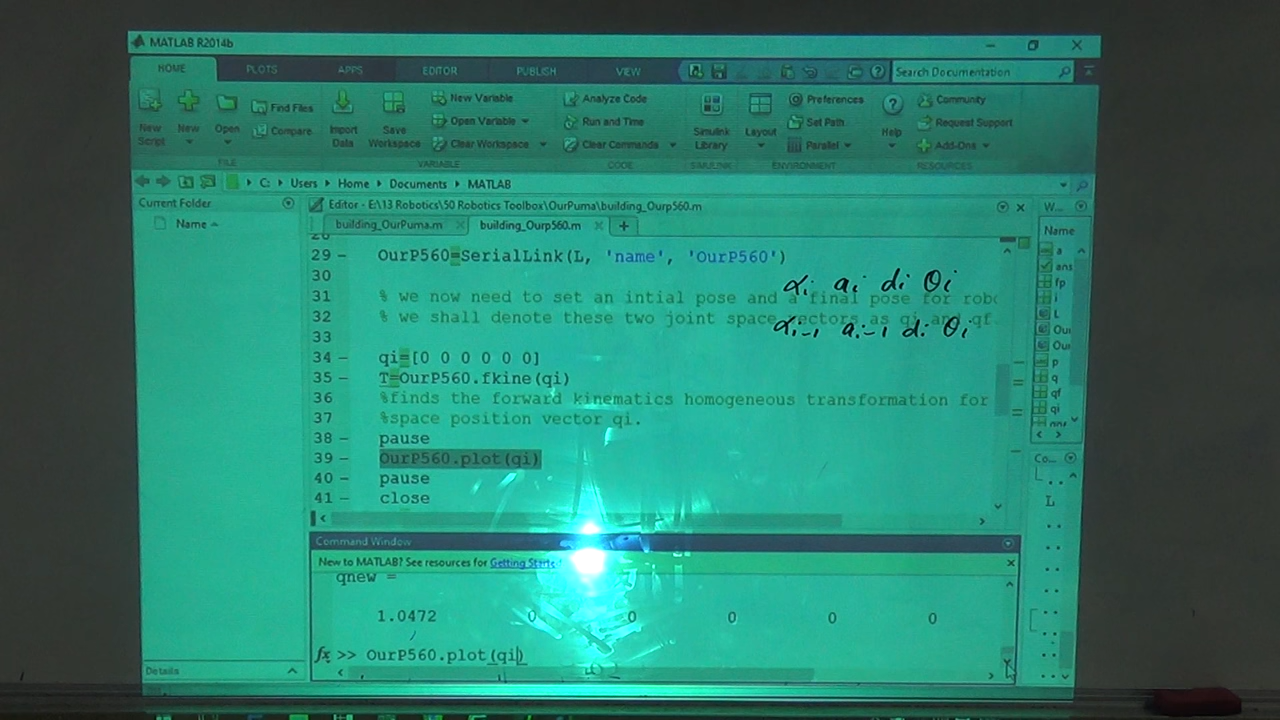 MATLAB R2014b
HOME PLOTS APPS EDITOR PUBLISH VIEW Search Documentation
New Script New Open Find Files Compare Import Data Save Workspace New Variable Open Variable Clear Workspace Analyze Code Run and Time Clear Commands Simulink Library Layout Preferences Set Path Parallel Help Community Request Support Add-Ons
FILE VARIABLE CODE SIMULINK ENVIRONMENT RESOURCES
C: Users Home Documents MATLAB
Current Folder
Name
Editor - E:\13 Robotics\50 Robotics Toolbox\OurPuma\building_Ourp560.m
building_OurPuma.m building_Ourp560.m
29 - OurP560=SerialLink(L, 'name', 'OurP560')
30
αi ai di θi
31 % we now need to set an intial pose and a final pose for robo
32 % we shall denote these two joint space vectors as qi and qf
αi-1 ai-1 di θi
33
34 - qi=[0 0 0 0 0 0]
35 - T=OurP560.fkine(qi)
36 %finds the forward kinematics homogeneous transformation for
37 %space position vector qi.
38 - pause
39 - OurP560.plot(qi)
40 - pause
41 - close
W...
Name
a
ans
fp
i
L
Our
Our
p
q
qf
qi
Co...
L
Command Window
New to MATLAB? See resources for Getting Starte
qnew =
1.0472 0 0 0 0 0
fx >> OurP560.plot(qi)
Details